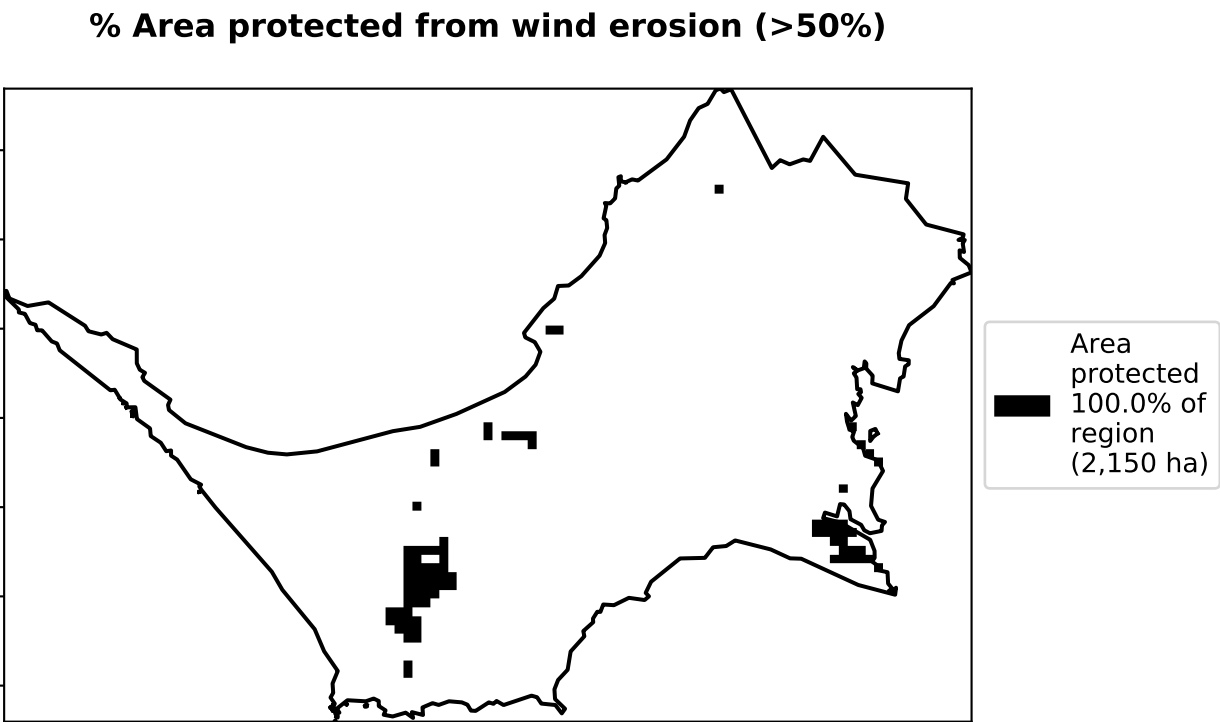 % Area protected from wind erosion (>50%)
Area
protected
100.0% of
region
(2,150 ha)